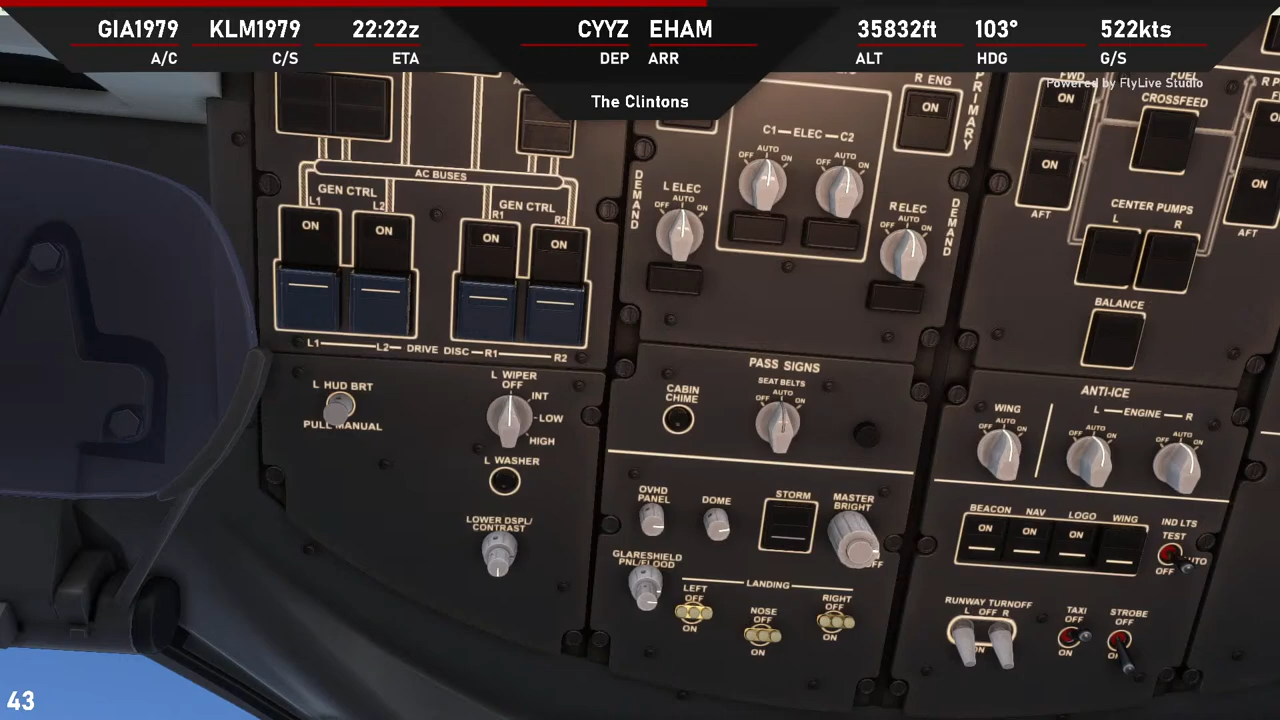 GIA1979 KLM1979 22:22z CYYZ EHAM 35832ft 103° 522kts
A/C C/S ETA DEP ARR ALT HDG G/S
The Clintons
Powered by FlyLive Studio
AC BUSES
GEN CTRL
L1 L2
GEN CTRL
R1 R2
ON ON ON ON
L1 L2 DRIVE DISC R1 R2
L HUD BRT
PULL MANUAL
L WIPER
OFF
INT
LOW
HIGH
L WASHER
LOWER DSPL/
CONTRAST
R ENG
ON
PRIMARY
C1 ELEC C2
OFF AUTO ON
OFF AUTO ON
DEMAND
L ELEC
OFF AUTO ON
R ELEC
OFF AUTO ON
DEMAND
PASS SIGNS
CABIN
CHIME
SEAT BELTS
OFF AUTO ON
OVHD
PANEL
DOME
STORM
MASTER
BRIGHT
OFF
GLARESHIELD
PNL/FLOOD
LANDING
LEFT
OFF
ON
NOSE
OFF
ON
RIGHT
OFF
ON
FWD
ON
ON
AFT
FUEL
CROSSFEED
CENTER PUMPS
L R
BALANCE
ON
ON
AFT
ANTI-ICE
WING
OFF AUTO ON
L ENGINE R
OFF AUTO ON
OFF AUTO ON
BEACON NAV LOGO WING
ON ON ON
IND LTS
TEST
AUTO
OFF
RUNWAY TURNOFF
L OFF R
ON
TAXI
OFF
ON
STROBE
OFF
ON
43